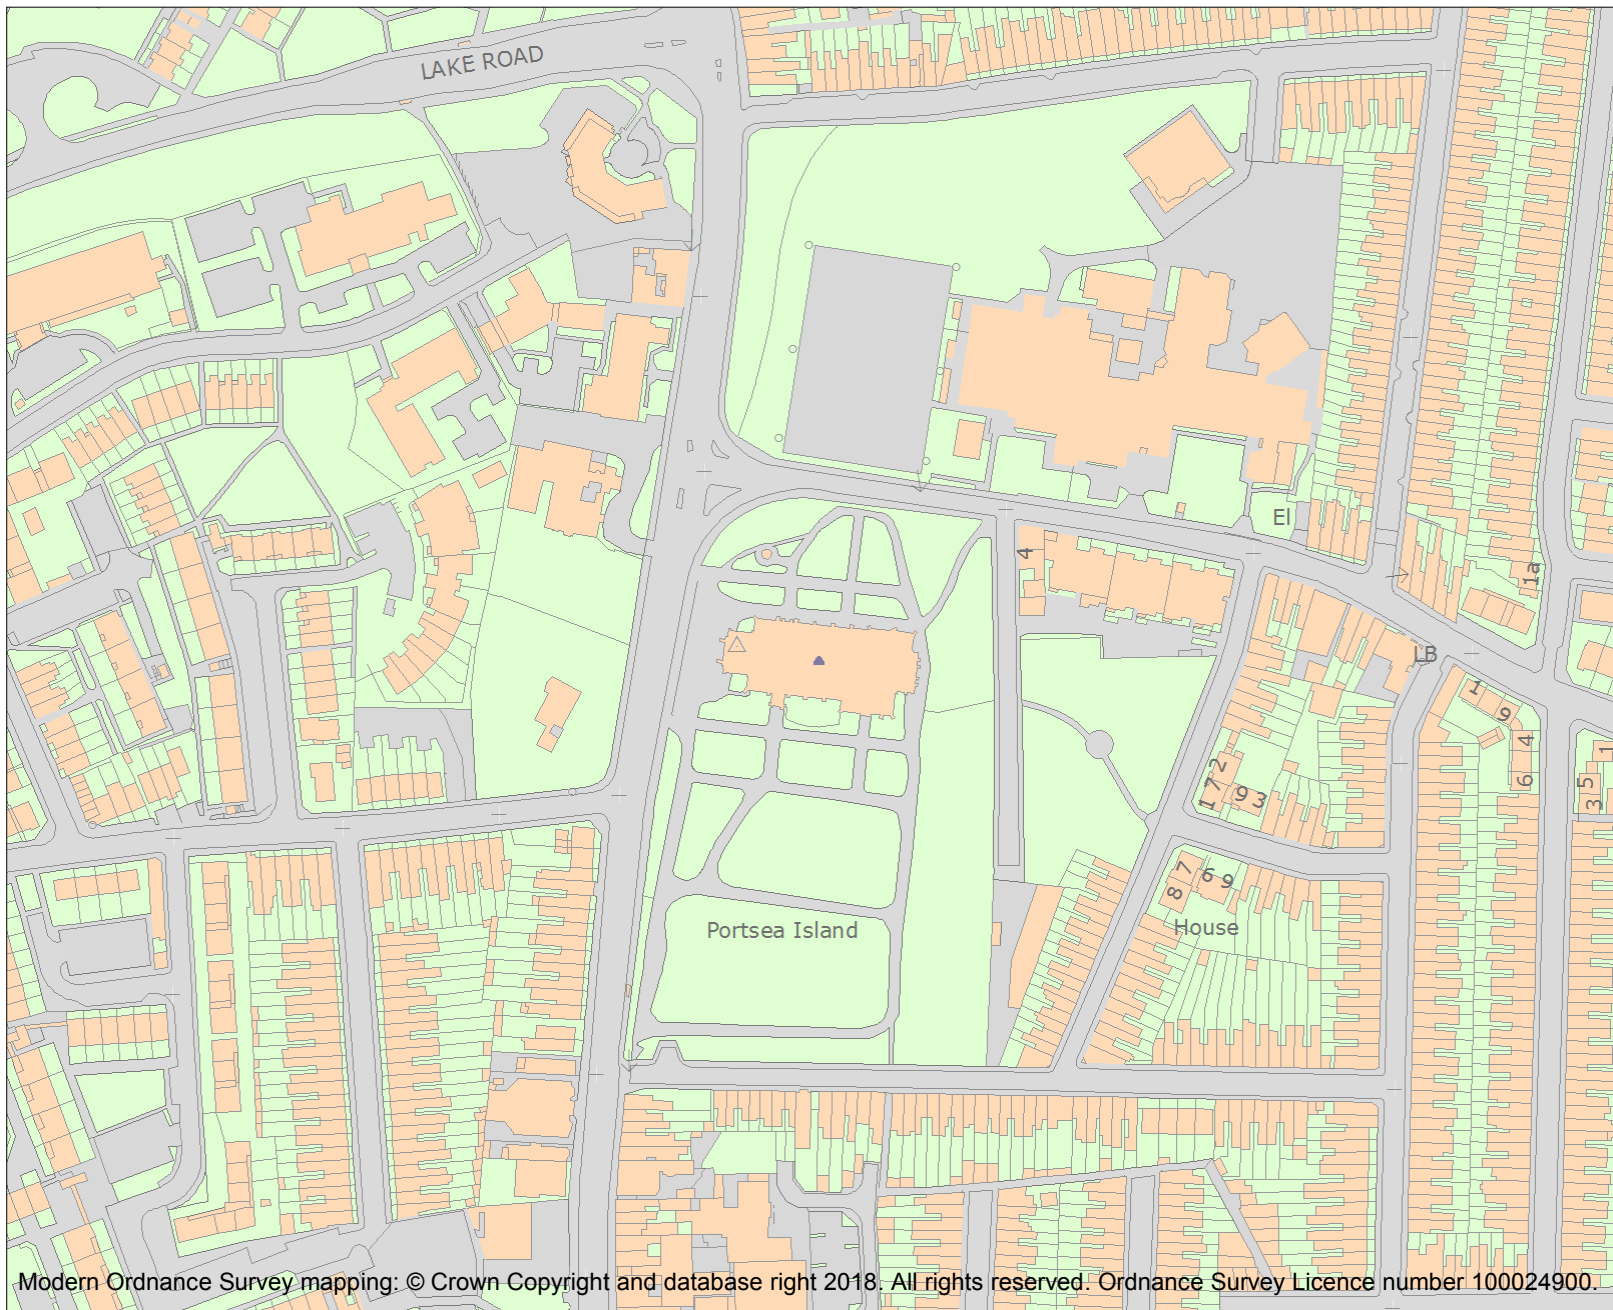 LAKE ROAD
El
4
1a
LB
1
9
4
6
2
17
9 3
1
5
3
7
8
6 9
House
Portsea Island
Modern Ordnance Survey mapping: © Crown Copyright and database right 2018. All rights reserved. Ordnance Survey Licence number 100024900.